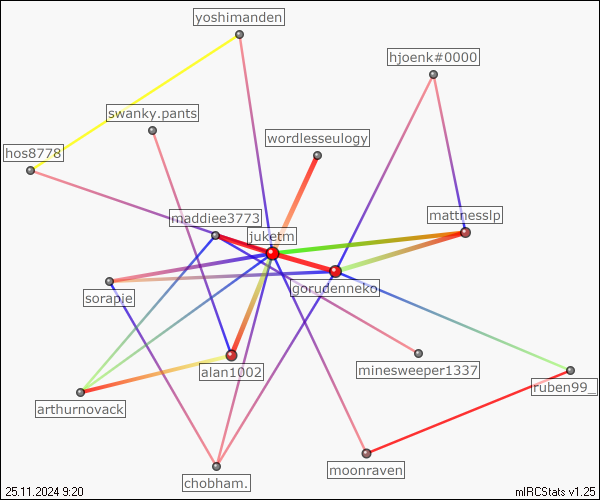 yoshimanden
hjoenk#0000
swanky.pants
wordlesseulogy
hos8778
maddiee3773
mattnesslp
juketm
gorudenneko
sorapie
alan1002
minesweeper1337
ruben99_
arthurnovack
moonraven
chobham.
25.11.2024 9:20
mIRCStats v1.25